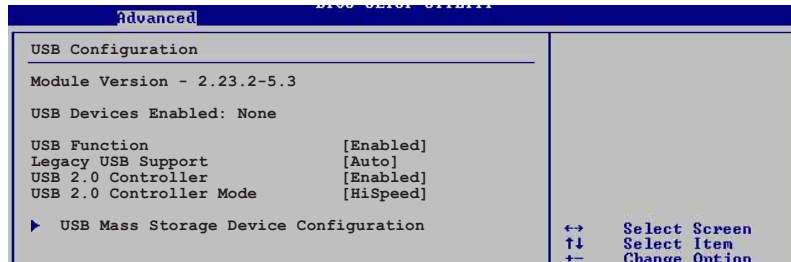 Advanced
USB Configuration
Module Version - 2.23.2-5.3
USB Devices Enabled: None
USB Function [Enabled]
Legacy USB Support [Auto]
USB 2.0 Controller [Enabled]
USB 2.0 Controller Mode [HiSpeed]
USB Mass Storage Device Configuration
↔ Select Screen
↑↓ Select Item
+- Change Option